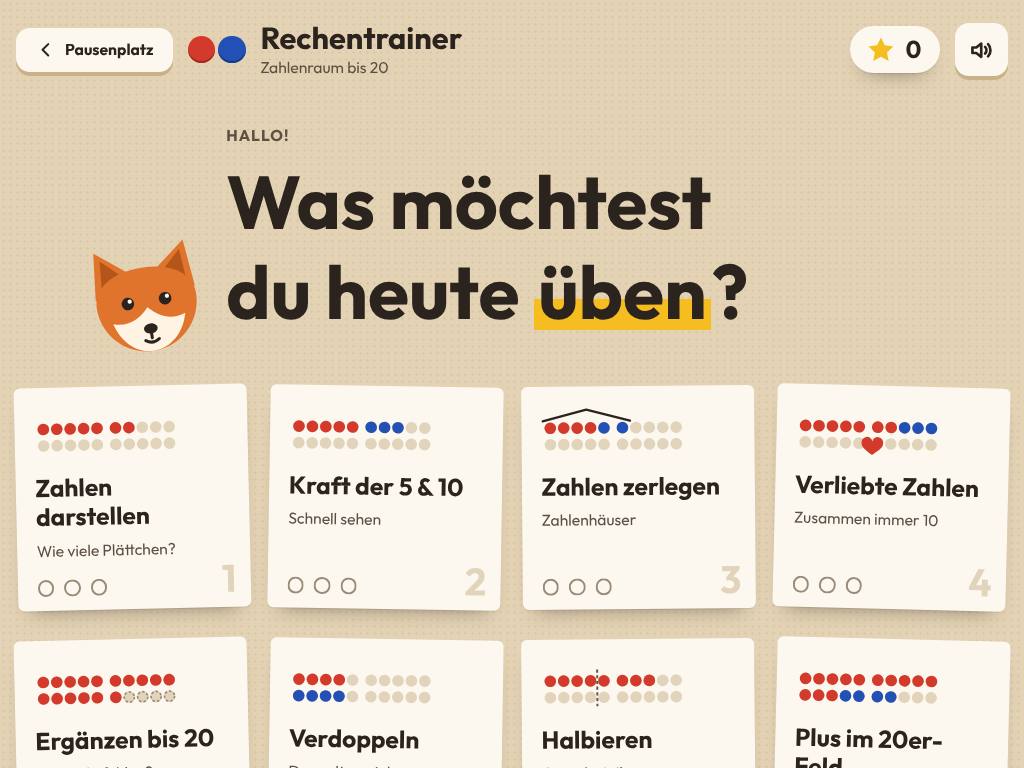 Pausenplatz
Rechentrainer
Zahlenraum bis 20
0
HALLO!
Was möchtest
du heute üben?
Zahlen
darstellen
Wie viele Plättchen?
1
Kraft der 5 & 10
Schnell sehen
2
Zahlen zerlegen
Zahlenhäuser
3
Verliebte Zahlen
Zusammen immer 10
4
Ergänzen bis 20
Verdoppeln
Halbieren
Plus im 20er-
Feld